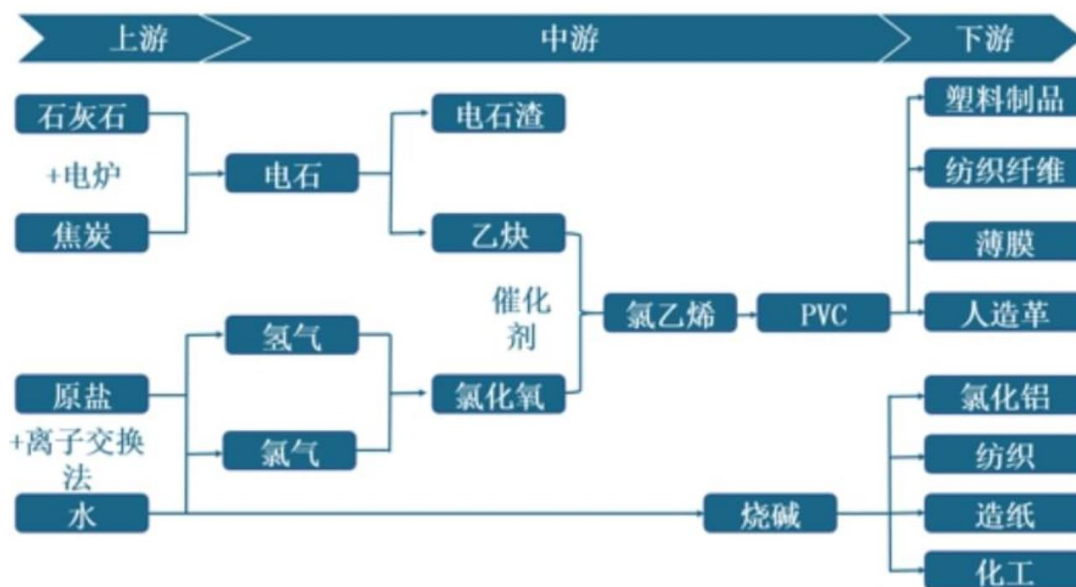 上游
中游
下游
石灰石
+电炉
焦炭
电石
电石渣
乙炔
催化
剂
氢气
氯气
氯化氧
原盐
+离子交换
法
水
氯乙烯
PVC
烧碱
塑料制品
纺织纤维
薄膜
人造革
氯化铝
纺织
造纸
化工